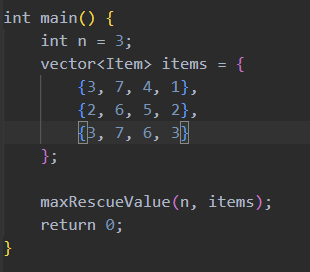 int main() {
    int n = 3;
    vector<Item> items = {
        {3, 7, 4, 1},
        {2, 6, 5, 2},
        {3, 7, 6, 3}
    };

    maxRescueValue(n, items);
    return 0;
}